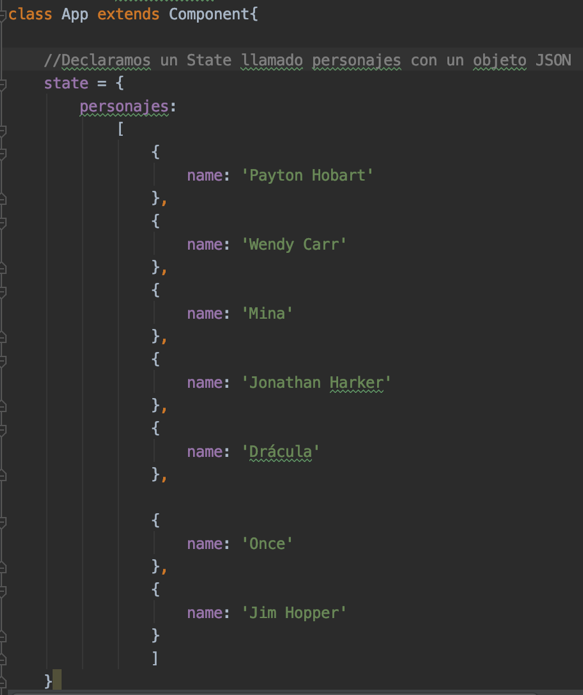 class App extends Component{
//Declaramos un State llamado personajes con un objeto JSON
state = {
personajes:
[
{
name: 'Payton Hobart'
},
{
name: 'Wendy Carr'
},
{
name: 'Mina'
},
{
name: 'Jonathan Harker'
},
{
name: 'Drácula'
},
{
name: 'Once'
},
{
name: 'Jim Hopper'
}
]
}